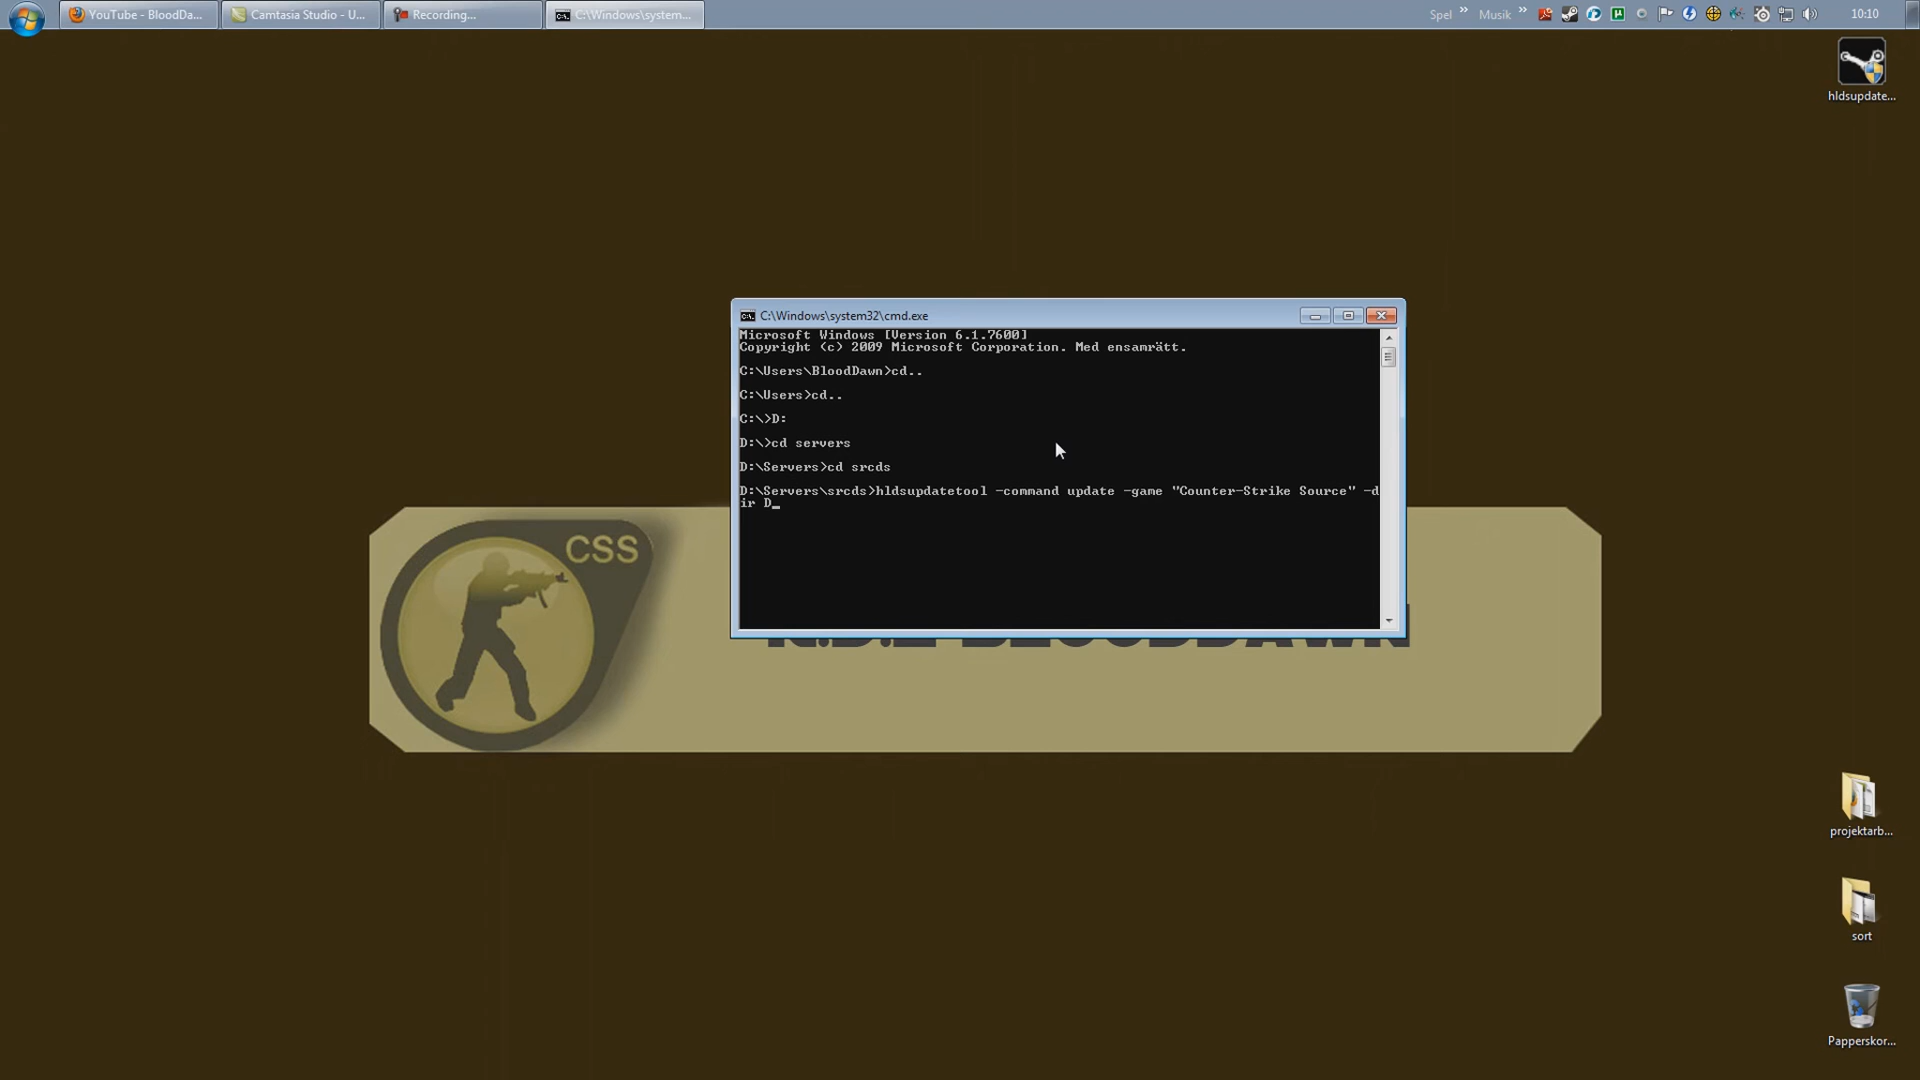 YouTube - BloodDa...
Camtasia Studio - U...
Recording...
C:\Windows\system...
Spel »
Musik »
10:10
hldsupdate...
C:\Windows\system32\cmd.exe
Microsoft Windows [Version 6.1.7600]
Copyright (c) 2009 Microsoft Corporation. Med ensamrätt.
C:\Users\BloodDawn>cd..
C:\Users>cd..
C:\>D:
D:\>cd servers
D:\Servers>cd srcds
D:\Servers\srcds>hldsupdatetool -command update -game "Counter-Strike Source" -d
ir D_
CSS
projektarb...
sort
Papperskor...